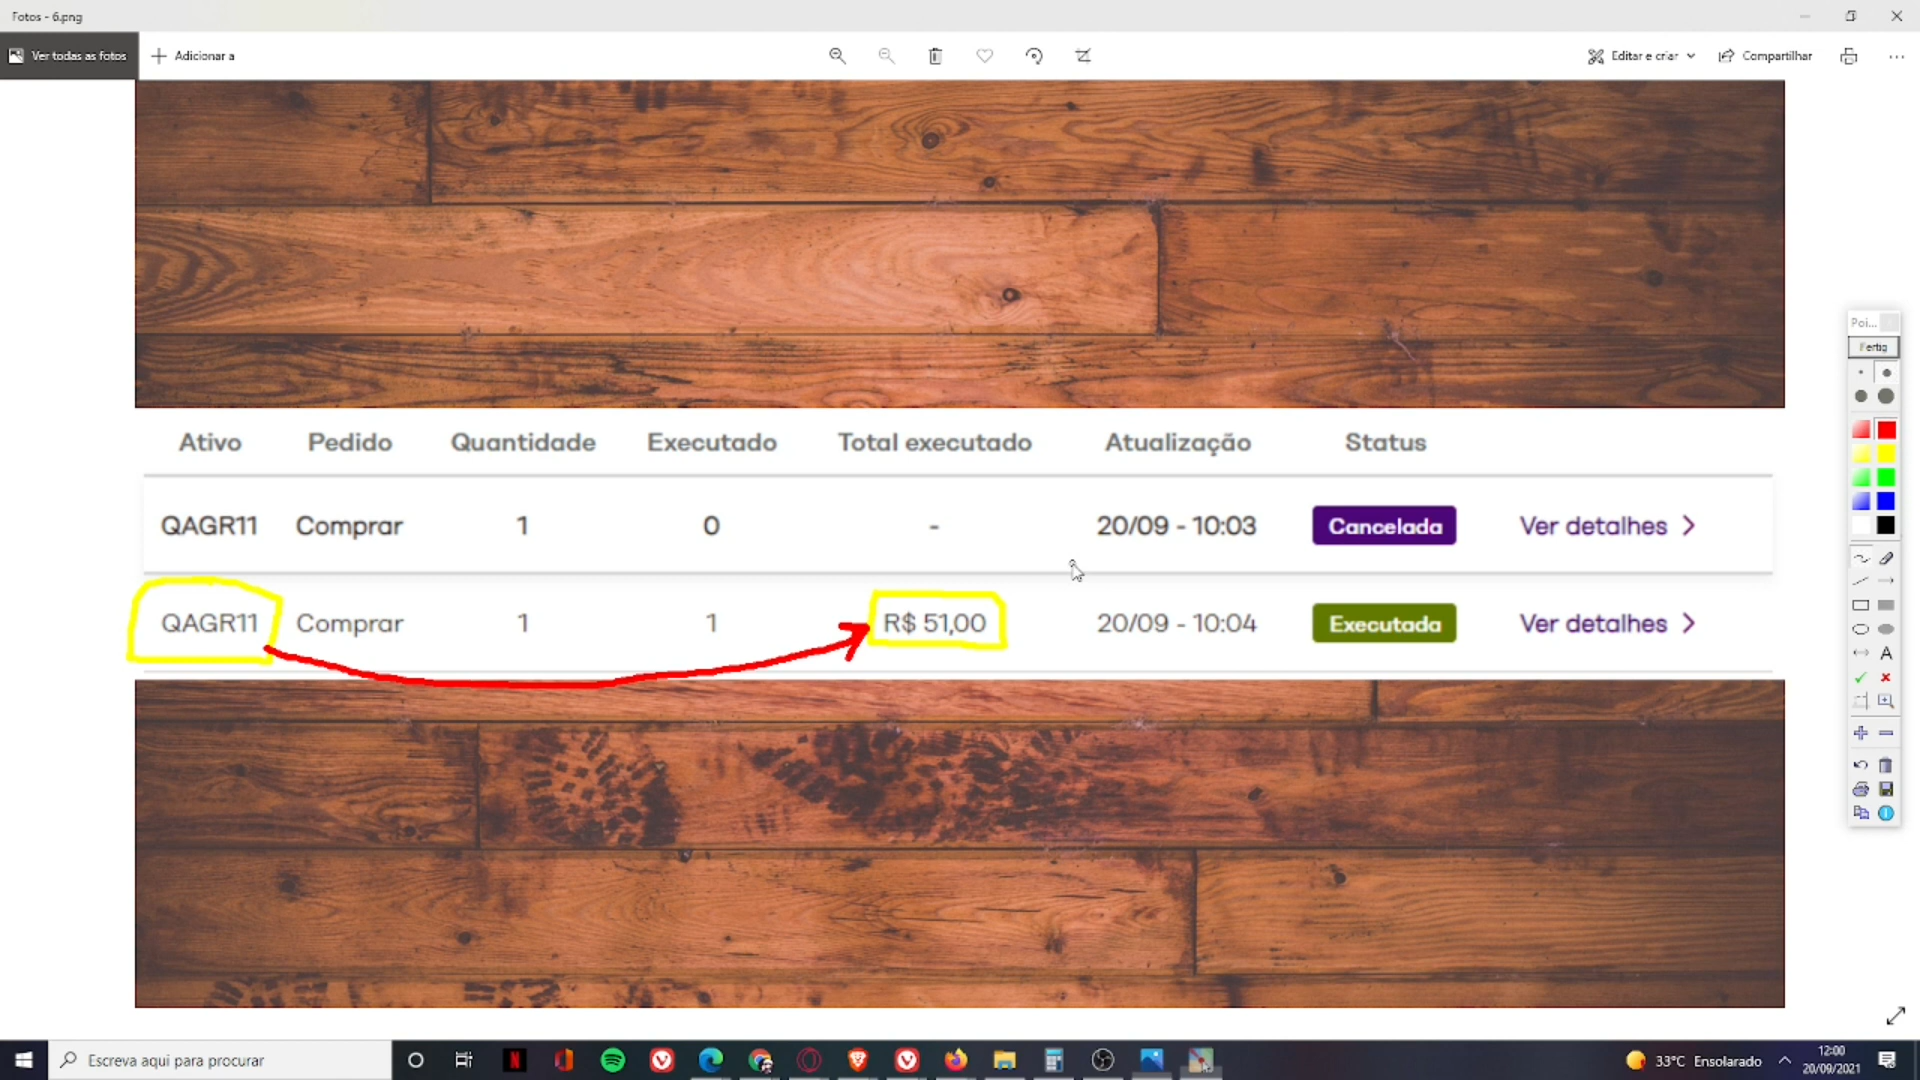 Fotos - 6.png
Ver todas as fotos
Adicionar a
Editar e criar
Compartilhar
Poi...
Fertig
Ativo Pedido Quantidade Executado Total executado Atualização Status
QAGR11 Comprar 1 0 - 20/09 - 10:03 Cancelada Ver detalhes
QAGR11 Comprar 1 1 R$ 51,00 20/09 - 10:04 Executada Ver detalhes
A
Escreva aqui para procurar
33°C Ensolarado
12:00
20/09/2021